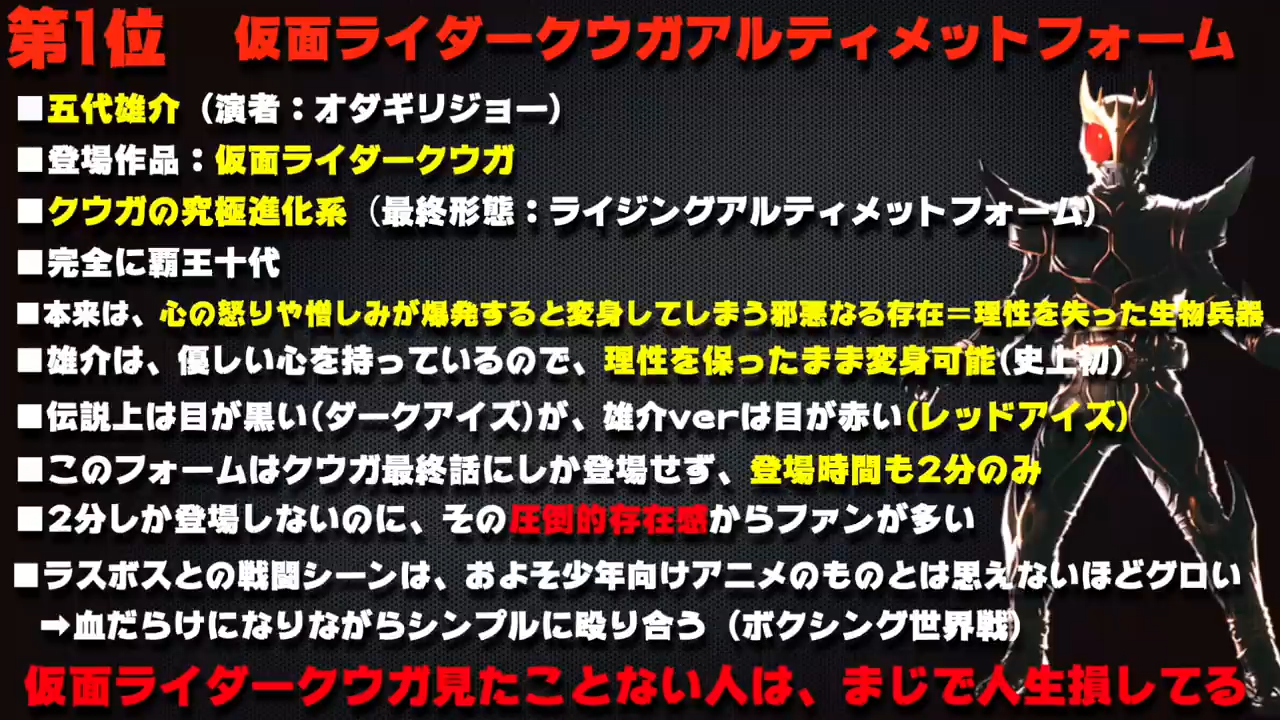 第1位 仮面ライダークウガアルティメットフォーム
■五代雄介（演者：オダギリジョー）
■登場作品：仮面ライダークウガ
■クウガの究極進化系（最終形態：ライジングアルティメットフォーム）
■完全に覇王十代
■本来は、心の怒りや憎しみが爆発すると変身してしまう邪悪なる存在＝理性を失った生物兵器
■雄介は、優しい心を持っているので、理性を保ったまま変身可能(史上初)
■伝説上は目が黒い(ダークアイズ)が、雄介verは目が赤い(レッドアイズ)
■このフォームはクウガ最終話にしか登場せず、登場時間も2分のみ
■2分しか登場しないのに、その圧倒的存在感からファンが多い
■ラスボスとの戦闘シーンは、およそ少年向けアニメのものとは思えないほどグロい
➡血だらけになりながらシンプルに殴り合う（ボクシング世界戦）
仮面ライダークウガ見たことない人は、まじで人生損してる